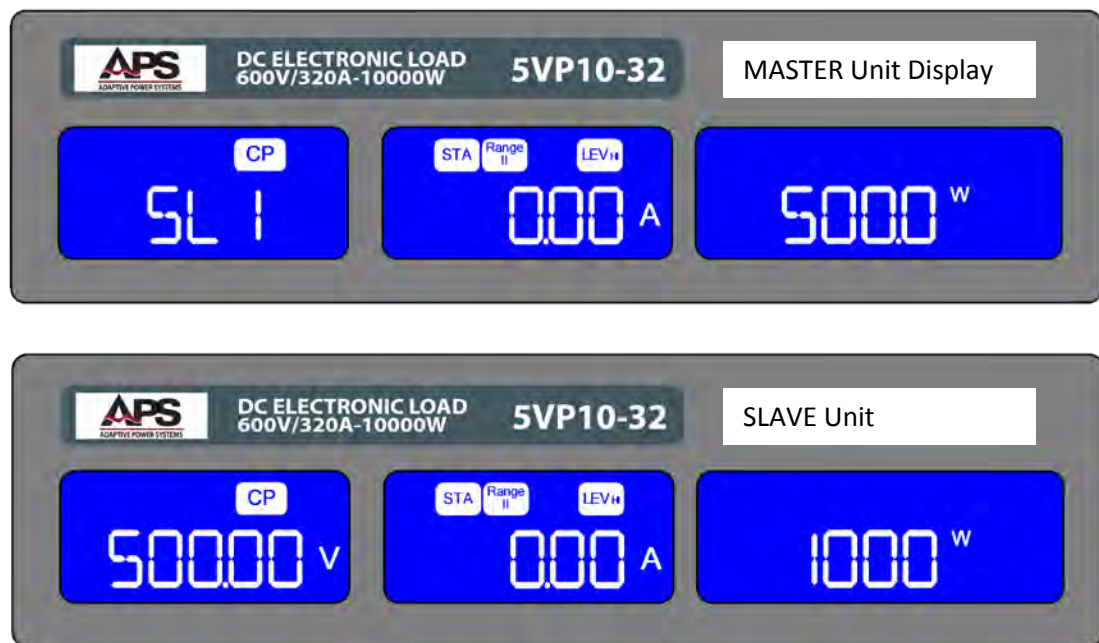 APS
ADAPTIVE POWER SYSTEMS
DC ELECTRONIC LOAD
600V/320A-10000W
5VP10-32
MASTER Unit Display
CP
SL 1
STA Range II LEVH
0.00 A
500.0 W
APS
ADAPTIVE POWER SYSTEMS
DC ELECTRONIC LOAD
600V/320A-10000W
5VP10-32
SLAVE Unit
CP
500.00 V
STA Range II LEVH
0.00 A
1000 W